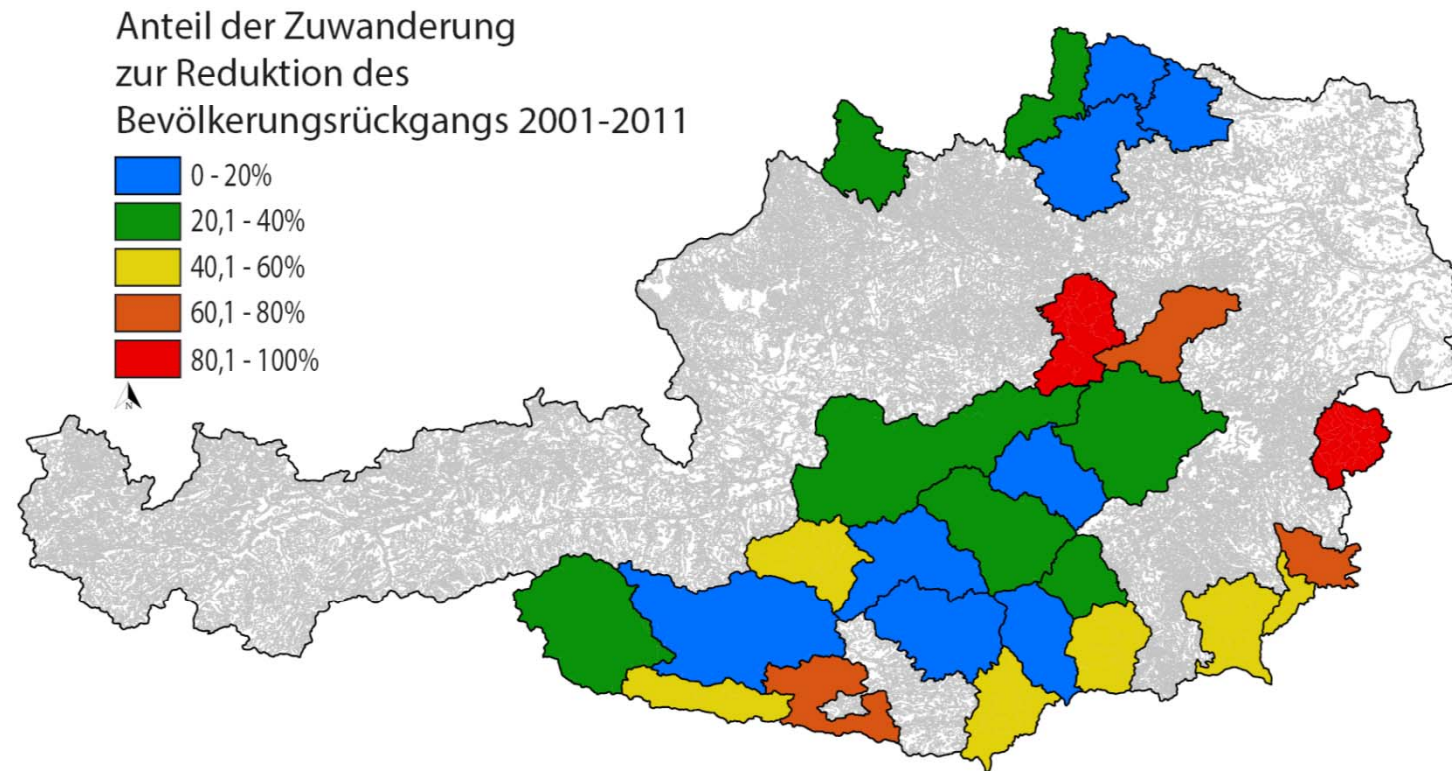 Anteil der Zuwanderung
zur Reduktion des
Bevölkerungsrückgangs 2001-2011
0 - 20%
20,1 - 40%
40,1 - 60%
60,1 - 80%
80,1 - 100%
N